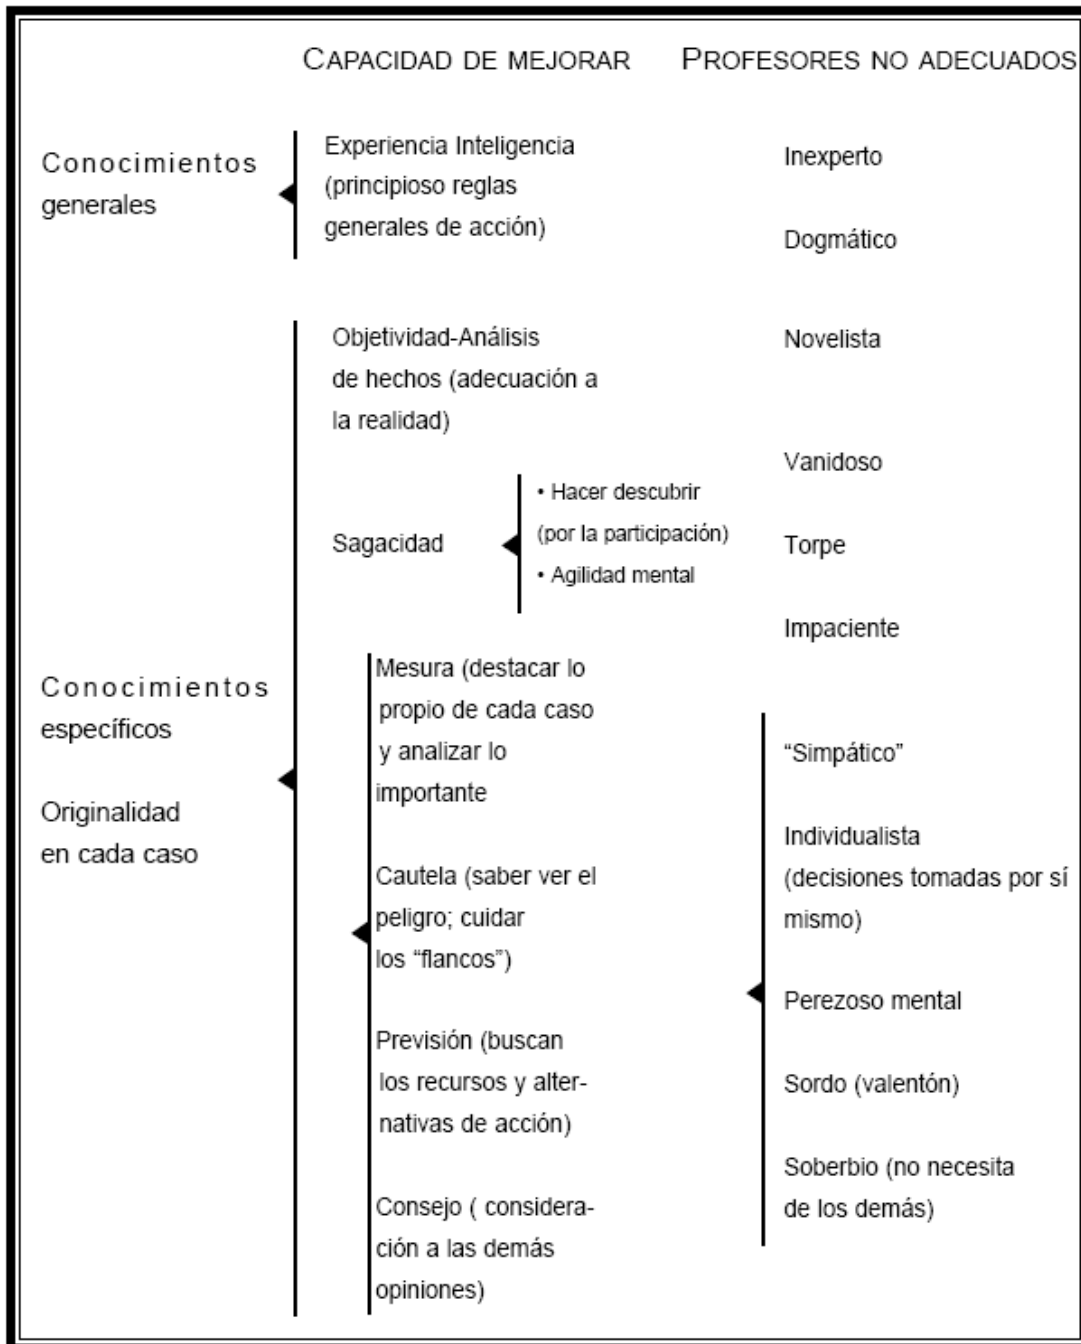 CAPACIDAD DE MEJORAR
PROFESORES NO ADECUADOS
Conocimientos
generales
Experiencia Inteligencia
(principioso reglas
generales de acción)
Inexperto
Dogmático
Conocimientos
específicos
Originalidad
en cada caso
Objetividad-Análisis
de hechos (adecuación a
la realidad)
Sagacidad
• Hacer descubrir
(por la participación)
• Agilidad mental
Mesura (destacar lo
propio de cada caso
y analizar lo
importante
Cautela (saber ver el
peligro; cuidar
los “flancos”)
Previsión (buscan
los recursos y alter-
nativas de acción)
Consejo ( considera-
ción a las demás
opiniones)
Novelista
Vanidoso
Torpe
Impaciente
“Simpático”
Individualista
(decisiones tomadas por sí
mismo)
Perezoso mental
Sordo (valentón)
Soberbio (no necesita
de los demás)